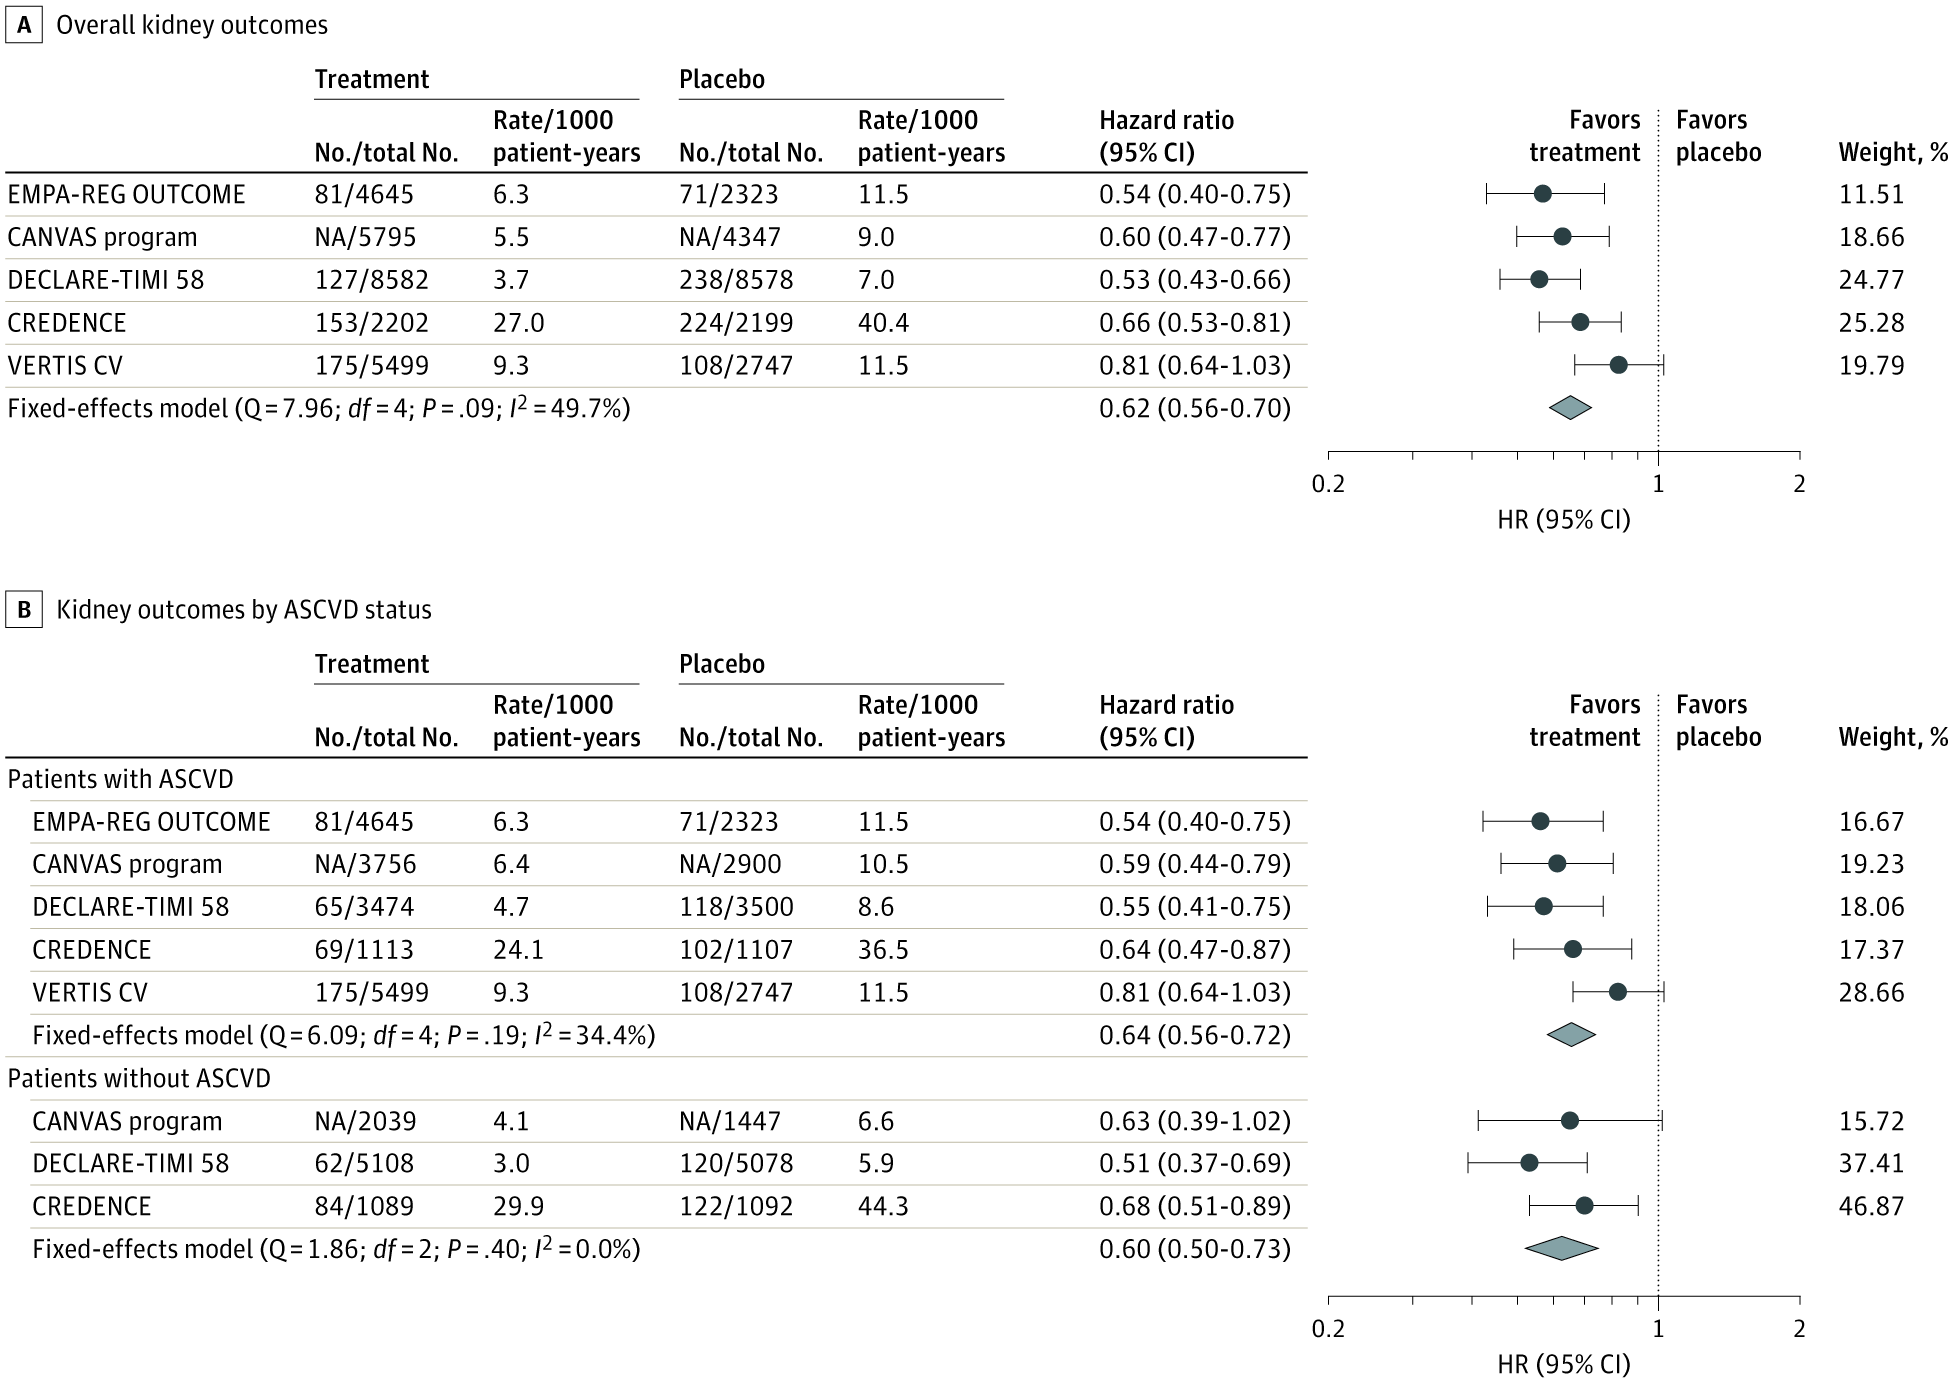 A Overall kidney outcomes
Treatment Placebo
No./total No. Rate/1000 patient-years No./total No. Rate/1000 patient-years Hazard ratio (95% CI) Favors treatment Favors placebo Weight, %
EMPA-REG OUTCOME 81/4645 6.3 71/2323 11.5 0.54 (0.40-0.75) 11.51
CANVAS program NA/5795 5.5 NA/4347 9.0 0.60 (0.47-0.77) 18.66
DECLARE-TIMI 58 127/8582 3.7 238/8578 7.0 0.53 (0.43-0.66) 24.77
CREDENCE 153/2202 27.0 224/2199 40.4 0.66 (0.53-0.81) 25.28
VERTIS CV 175/5499 9.3 108/2747 11.5 0.81 (0.64-1.03) 19.79
Fixed-effects model (Q = 7.96; df = 4; P = .09; I² = 49.7%) 0.62 (0.56-0.70)
0.2 1 2
HR (95% CI)
B Kidney outcomes by ASCVD status
Treatment Placebo
No./total No. Rate/1000 patient-years No./total No. Rate/1000 patient-years Hazard ratio (95% CI) Favors treatment Favors placebo Weight, %
Patients with ASCVD
EMPA-REG OUTCOME 81/4645 6.3 71/2323 11.5 0.54 (0.40-0.75) 16.67
CANVAS program NA/3756 6.4 NA/2900 10.5 0.59 (0.44-0.79) 19.23
DECLARE-TIMI 58 65/3474 4.7 118/3500 8.6 0.55 (0.41-0.75) 18.06
CREDENCE 69/1113 24.1 102/1107 36.5 0.64 (0.47-0.87) 17.37
VERTIS CV 175/5499 9.3 108/2747 11.5 0.81 (0.64-1.03) 28.66
Fixed-effects model (Q = 6.09; df = 4; P = .19; I² = 34.4%) 0.64 (0.56-0.72)
Patients without ASCVD
CANVAS program NA/2039 4.1 NA/1447 6.6 0.63 (0.39-1.02) 15.72
DECLARE-TIMI 58 62/5108 3.0 120/5078 5.9 0.51 (0.37-0.69) 37.41
CREDENCE 84/1089 29.9 122/1092 44.3 0.68 (0.51-0.89) 46.87
Fixed-effects model (Q = 1.86; df = 2; P = .40; I² = 0.0%) 0.60 (0.50-0.73)
0.2 1 2
HR (95% CI)